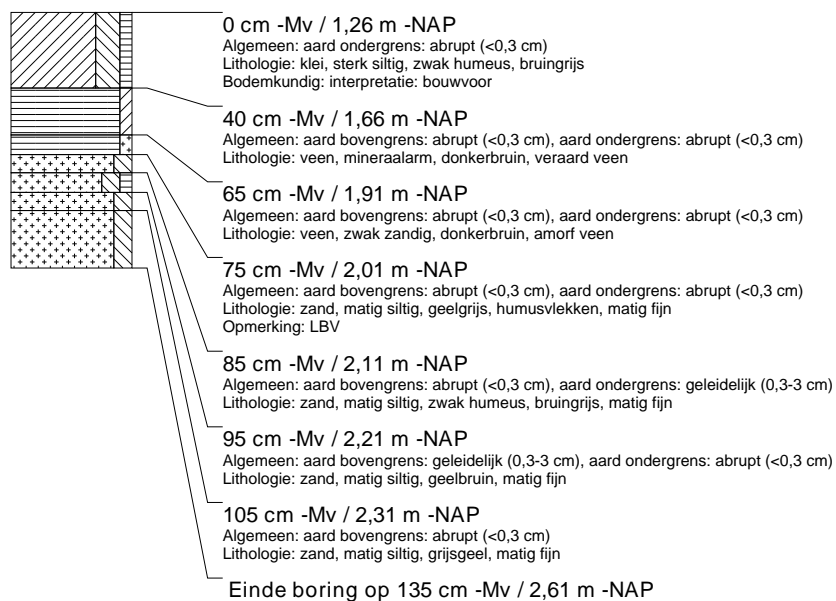 0 cm -Mv / 1,26 m -NAP
Algemeen: aard ondergrens: abrupt (<0,3 cm)
Lithologie: klei, sterk siltig, zwak humeus, bruingrijs
Bodemkundig: interpretatie: bouwvoor
40 cm -Mv / 1,66 m -NAP
Algemeen: aard bovengrens: abrupt (<0,3 cm), aard ondergrens: abrupt (<0,3 cm)
Lithologie: veen, mineraalarm, donkerbruin, veraard veen
65 cm -Mv / 1,91 m -NAP
Algemeen: aard bovengrens: abrupt (<0,3 cm), aard ondergrens: abrupt (<0,3 cm)
Lithologie: veen, zwak zandig, donkerbruin, amorf veen
75 cm -Mv / 2,01 m -NAP
Algemeen: aard bovengrens: abrupt (<0,3 cm), aard ondergrens: abrupt (<0,3 cm)
Lithologie: zand, matig siltig, geelgrijs, humusvlekken, matig fijn
Opmerking: LBV
85 cm -Mv / 2,11 m -NAP
Algemeen: aard bovengrens: abrupt (<0,3 cm), aard ondergrens: geleidelijk (0,3-3 cm)
Lithologie: zand, matig siltig, zwak humeus, bruingrijs, matig fijn
95 cm -Mv / 2,21 m -NAP
Algemeen: aard bovengrens: geleidelijk (0,3-3 cm), aard ondergrens: abrupt (<0,3 cm)
Lithologie: zand, matig siltig, geelbruin, matig fijn
105 cm -Mv / 2,31 m -NAP
Algemeen: aard bovengrens: abrupt (<0,3 cm)
Lithologie: zand, matig siltig, grijsgeel, matig fijn
Einde boring op 135 cm -Mv / 2,61 m -NAP